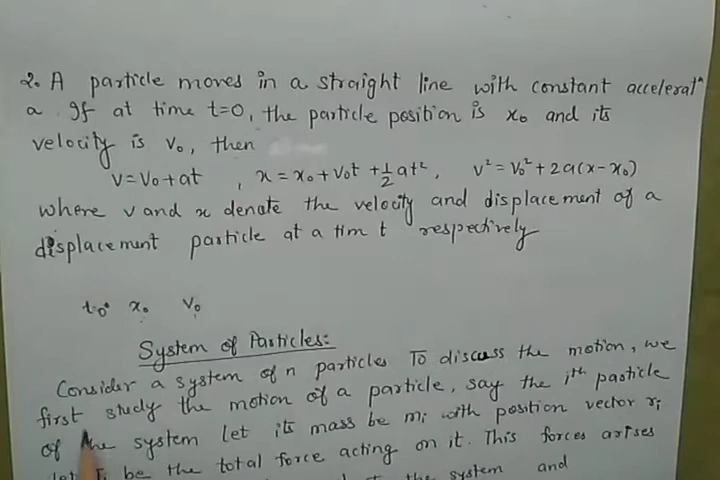 2. A particle moves in a straight line with constant accelerat^n
a. If at time t=0, the particle position is x₀ and its
velocity is v₀, then
v = v₀ + at , x = x₀ + v₀t + 1/2 at², v² = v₀² + 2a(x - x₀)
where v and x denote the velocity and displacement of a
displacement particle at a tim t respectively
t=0 x₀ v₀
System of Particles:
Consider a system of n particles To discuss the motion, we
first study the motion of a particle, say the ith particle
of the system let its mass be mi with position vector ri
be the total force acting on it. This forces arises
the system and